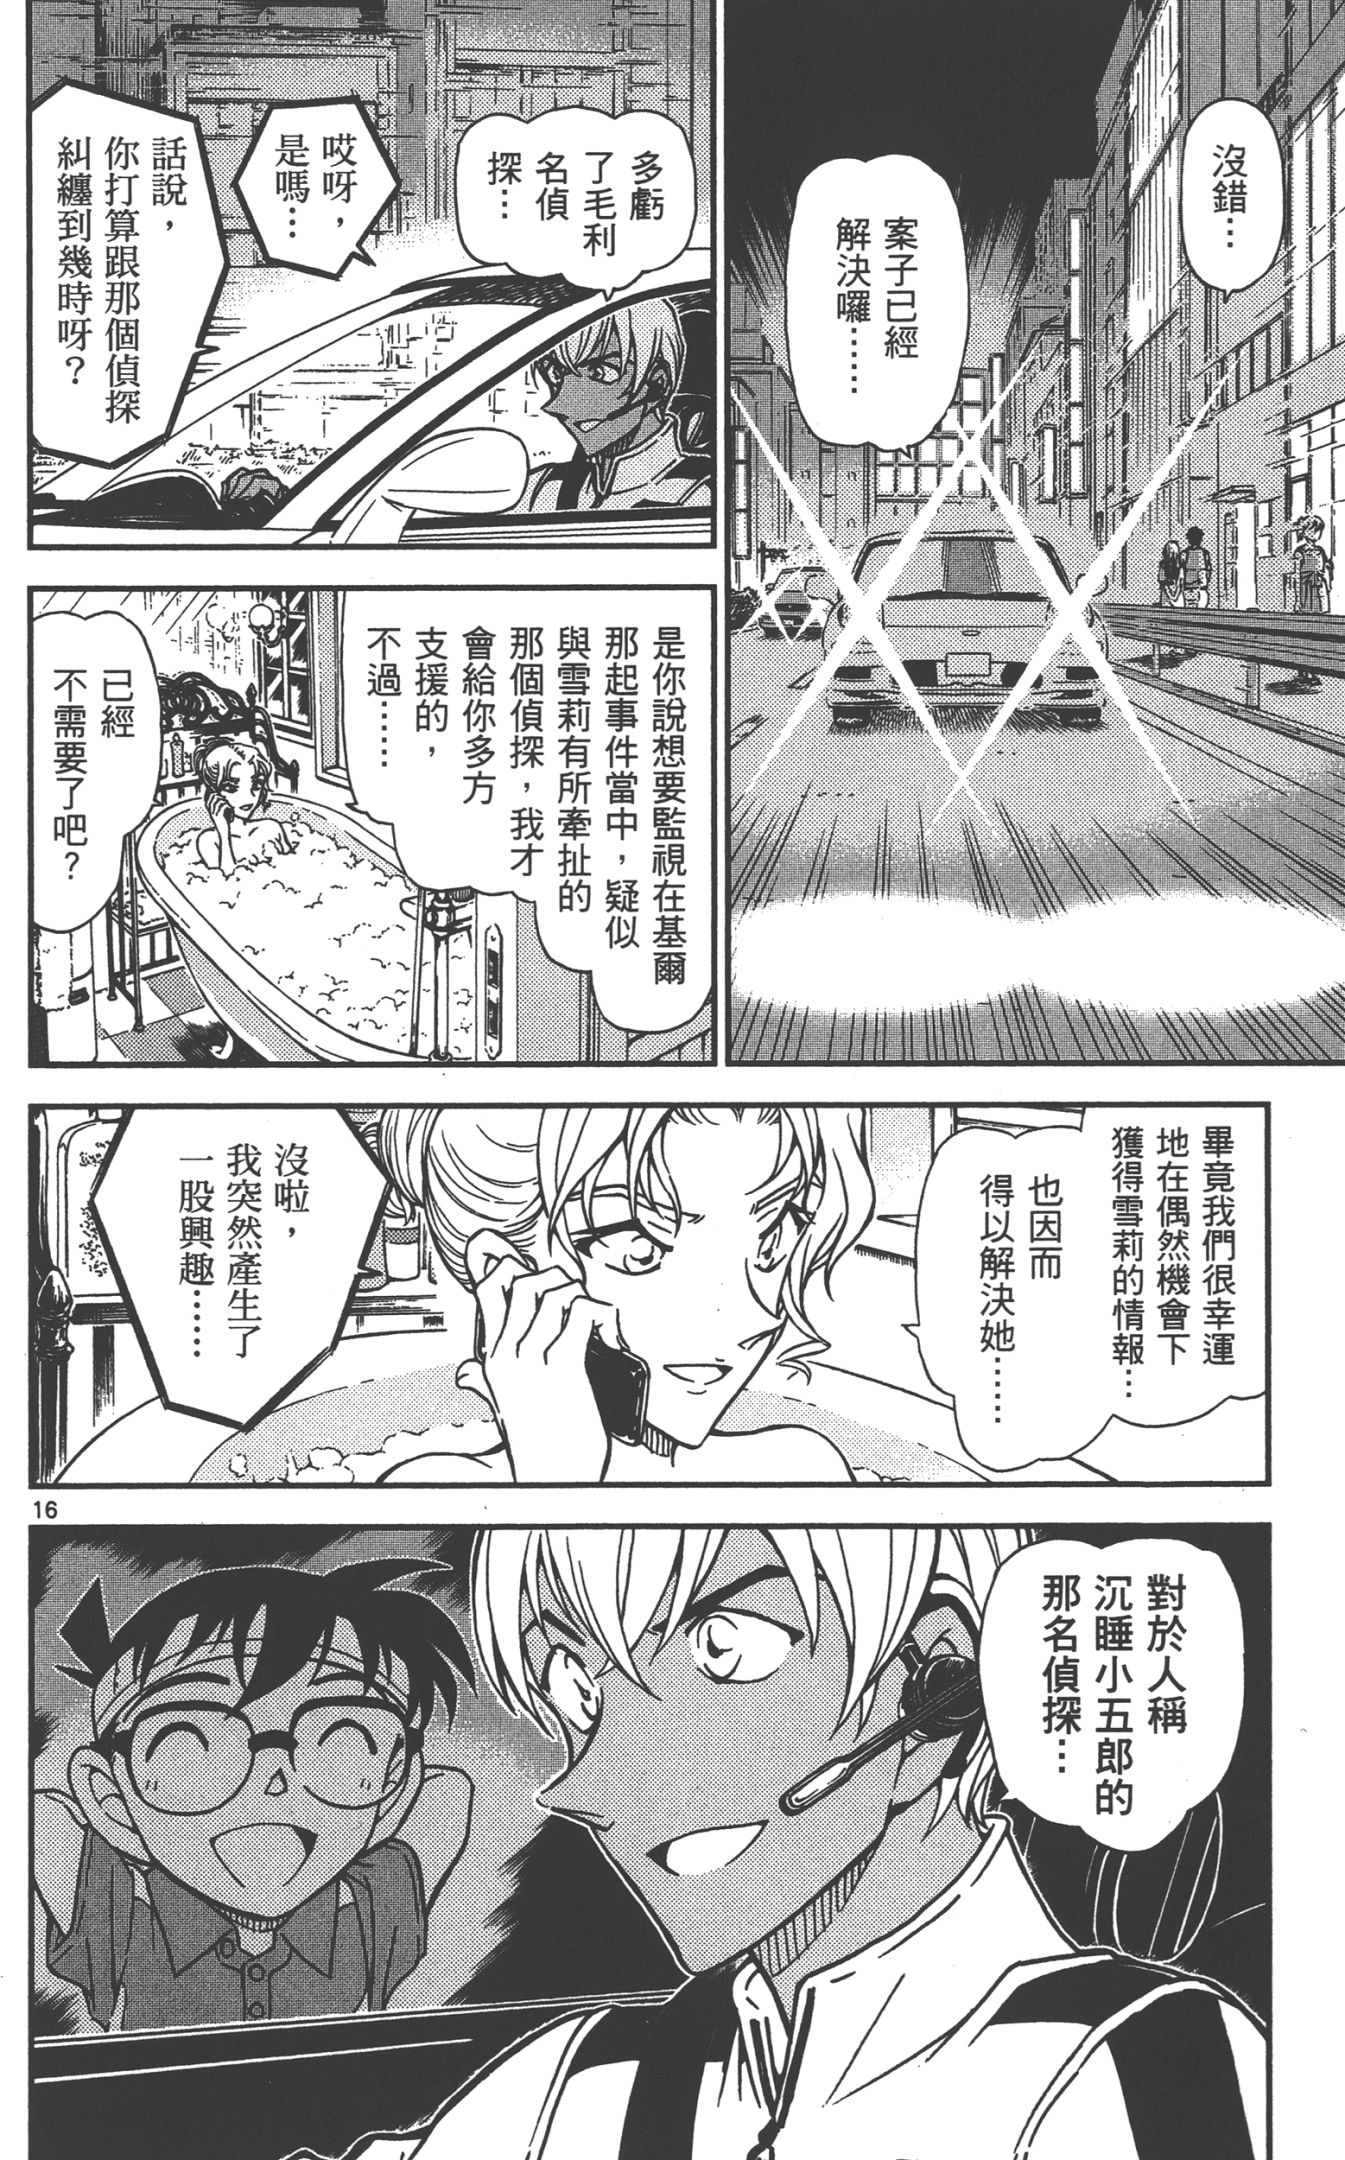 沒錯…
案子已經
解決囉……
多虧
了毛利
名偵
探…
哎呀，
是嗎…
話說，
你打算跟那個偵探
糾纏到幾時呀？
是你說想要監視在基爾
那起事件當中，疑似
與雪莉有所牽扯的
那個偵探，我才
會給你多方
支援的，
不過……
已經
不需要了吧？
畢竟我們很幸運
地在偶然機會下
獲得雪莉的情報…
也因而
得以解決她……
沒啦，
我突然產生了
一股興趣……
16
對於人稱
沉睡小五郎的
那名偵探…